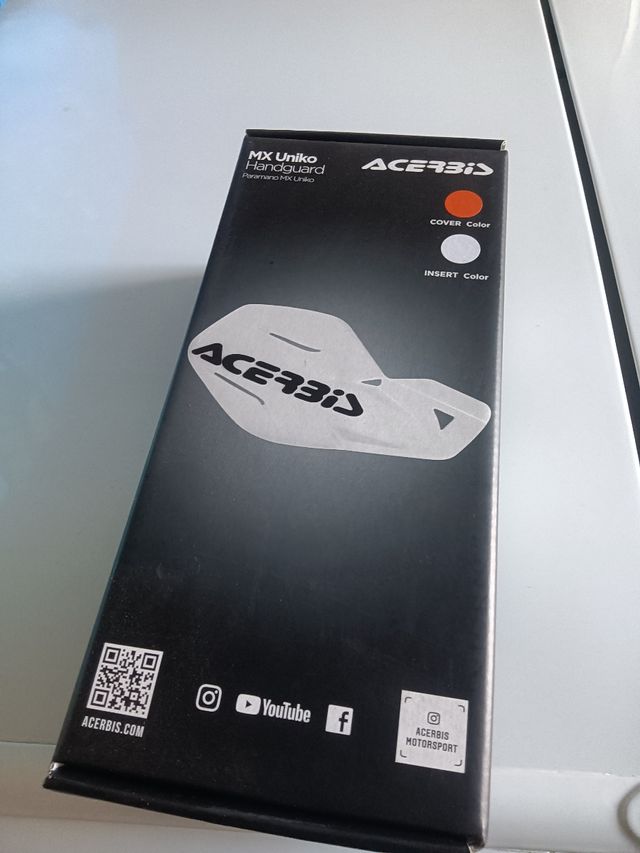 MX Uniko
Handguard
Paramano MX Uniko
ACERBIS
COVER Color
INSERT Color
ACERBIS
ACERBIS.COM
YouTube
ACERBIS
MOTORSPORT